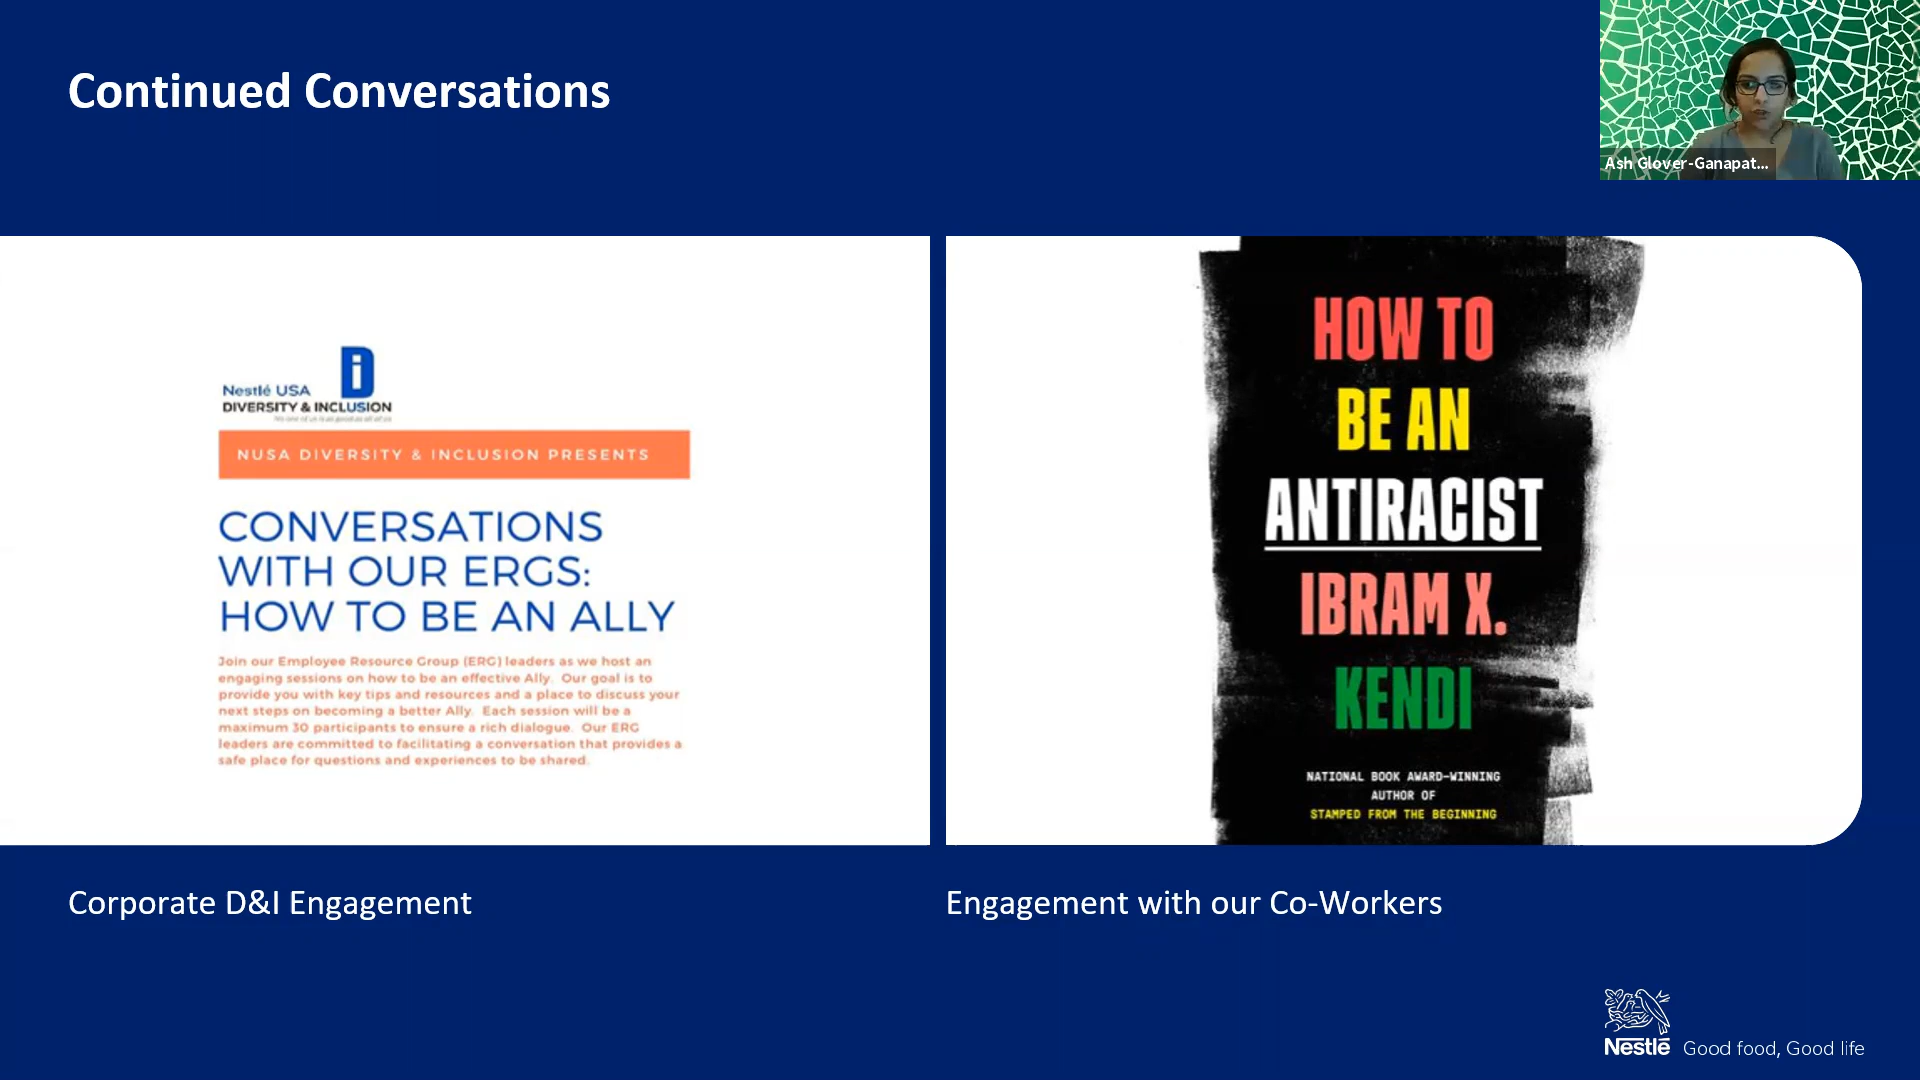 Continued Conversations
Ash Glover-Ganapat...
Nestlé USA
DIVERSITY & INCLUSION
NUSA DIVERSITY & INCLUSION PRESENTS
CONVERSATIONS
WITH OUR ERGS:
HOW TO BE AN ALLY
Join our Employee Resource Group (ERG) leaders as we host an
engaging sessions on how to be an effective Ally. Our goal is to
provide you with key tips and resources and a place to discuss your
next steps on becoming a better Ally. Each session will be a
maximum 30 participants to ensure a rich dialogue. Our ERG
leaders are committed to facilitating a conversation that provides a
safe place for questions and experiences to be shared.
HOW TO
BE AN
ANTIRACIST
IBRAM X.
KENDI
NATIONAL BOOK AWARD-WINNING
AUTHOR OF
STAMPED FROM THE BEGINNING
Corporate D&I Engagement
Engagement with our Co-Workers
Nestlé Good food, Good life